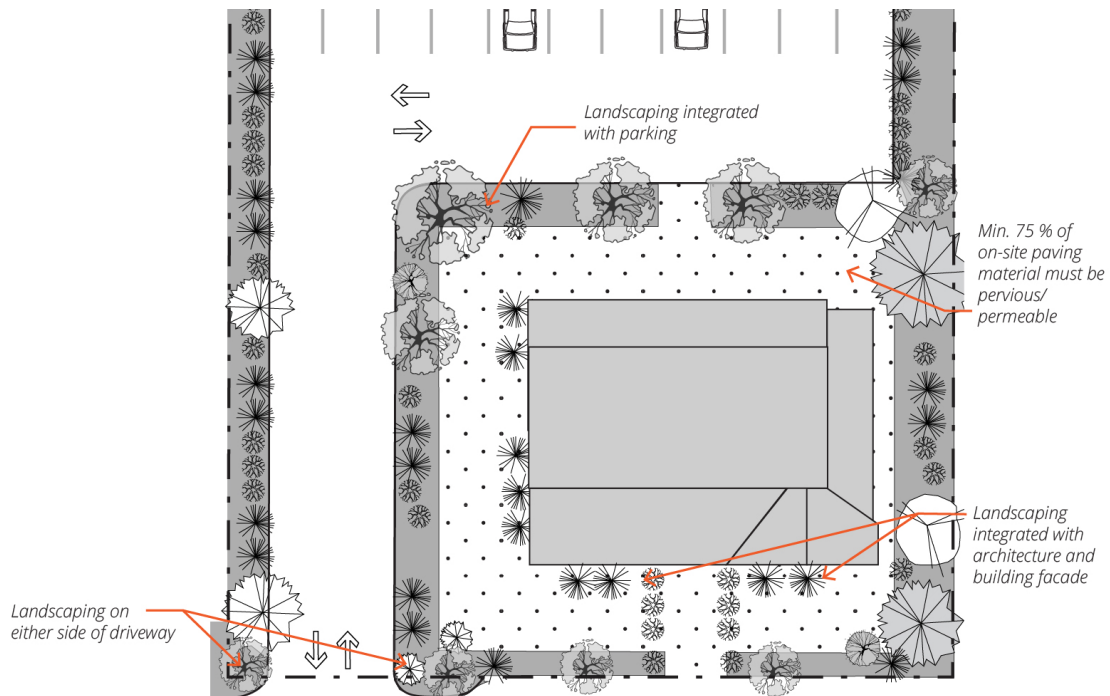 Landscaping integrated
with parking
Min. 75 % of
on-site paving
material must be
pervious/
permeable
Landscaping
integrated with
architecture and
building facade
Landscaping on
either side of driveway